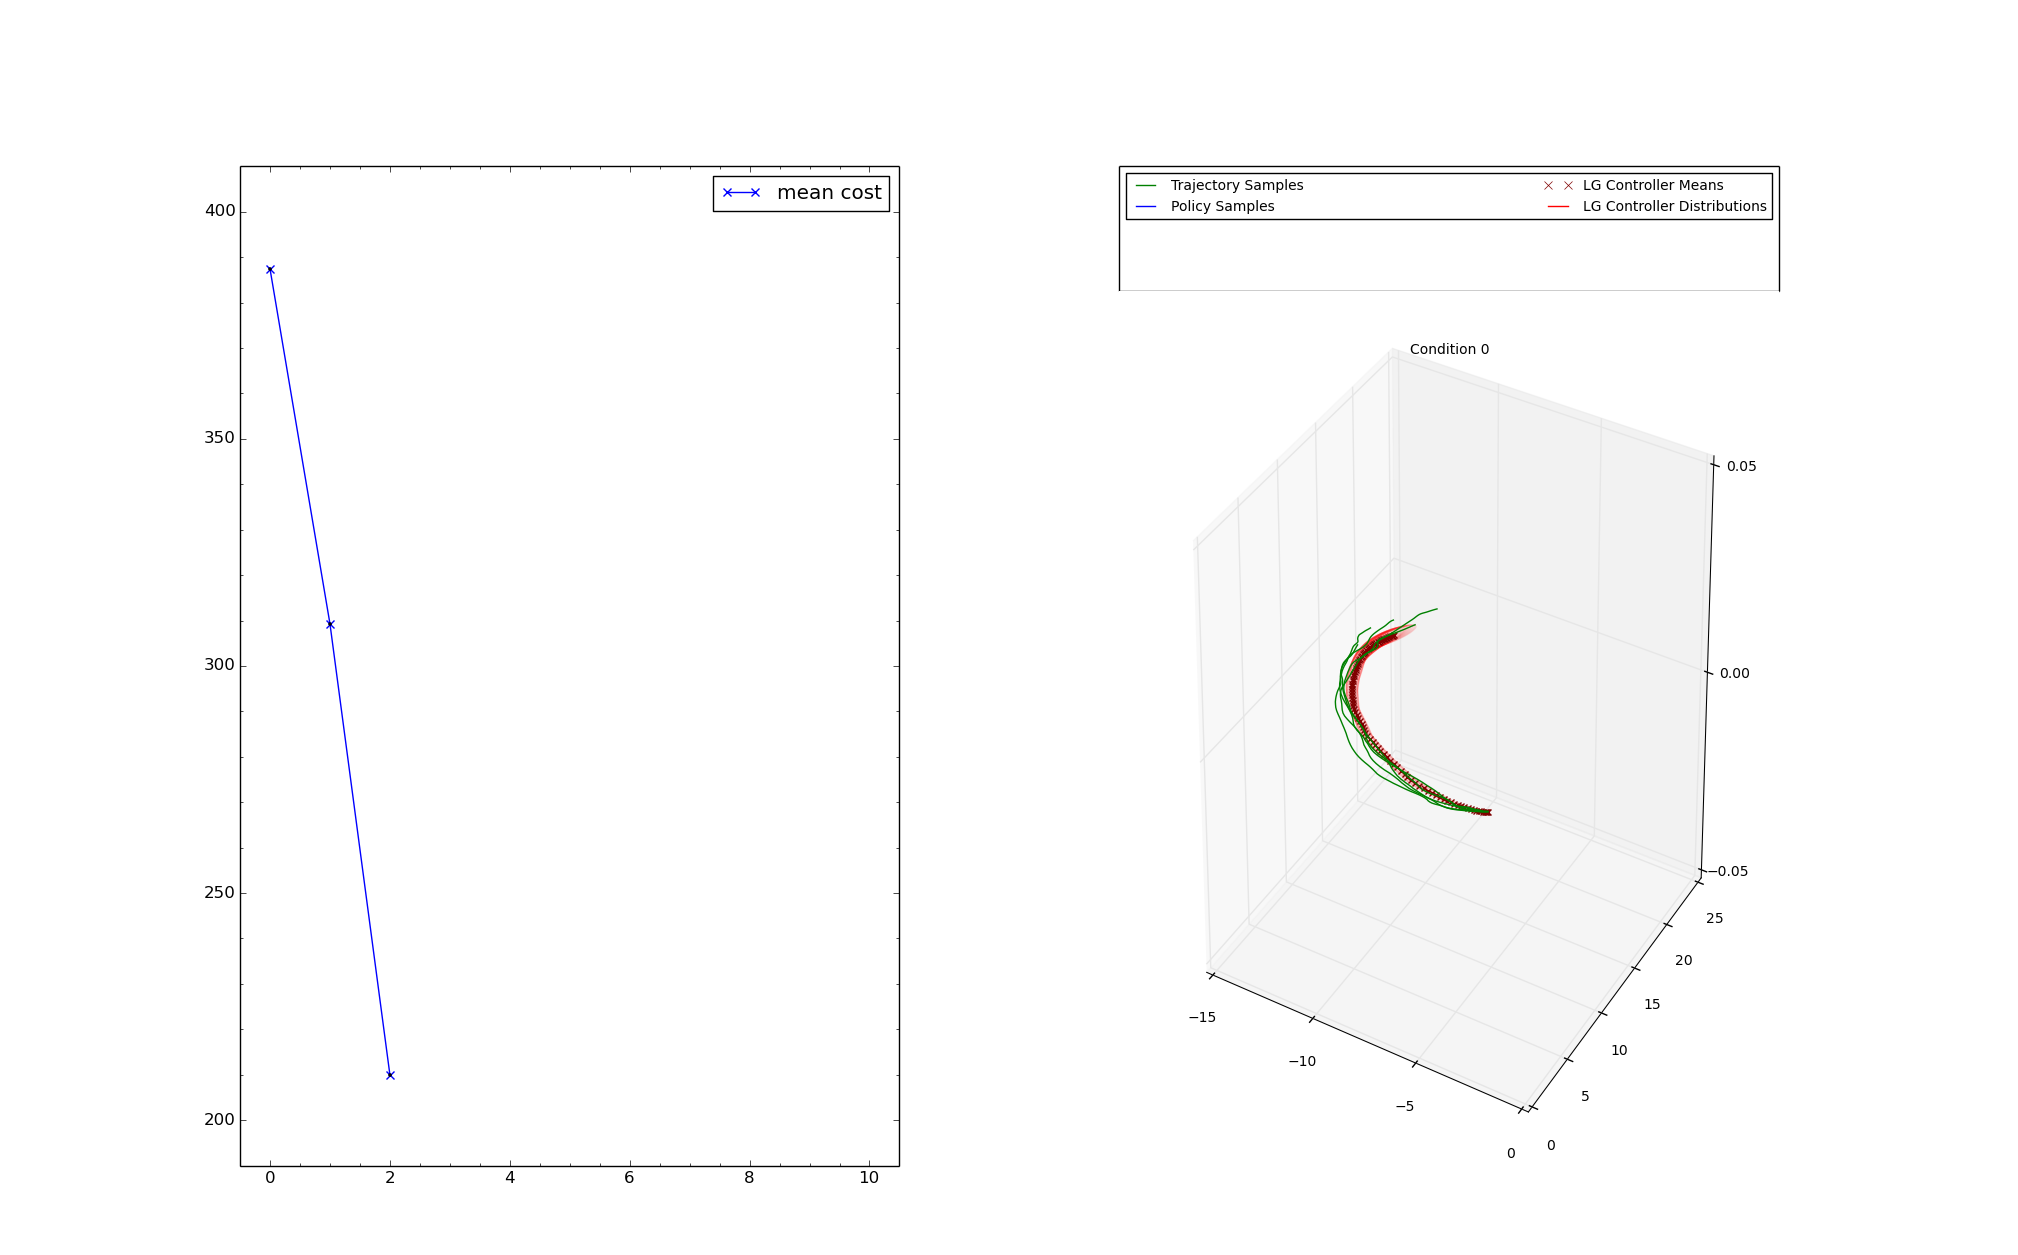 mean cost
400
350
300
250
200
0 2 4 6 8 10
Trajectory Samples
Policy Samples
LG Controller Means
LG Controller Distributions
Condition 0
0.05
0.00
−0.05
25
20
15
10
5
0
−15
−10
−5
0